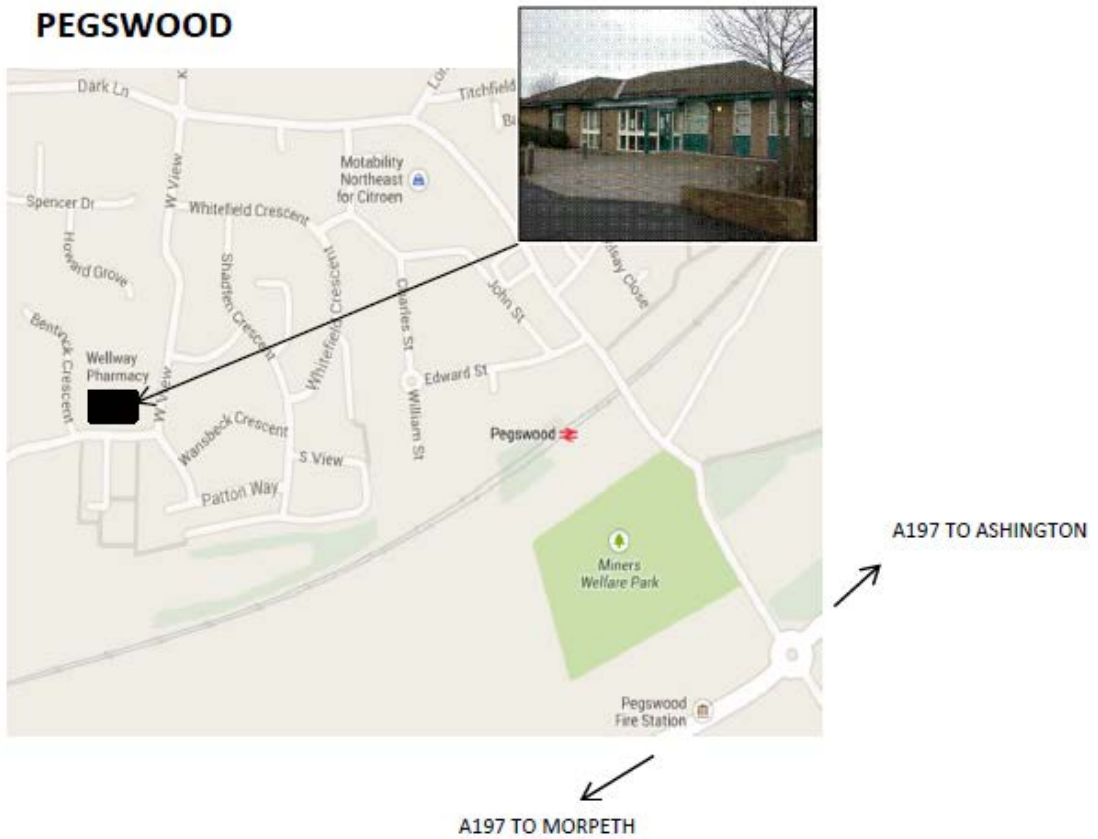 PEGSWOOD
Dark Ln
Titchfield
W View
Motability
Northeast
for Citroen
Spencer Dr
Whitefield Crescent
Howard Grove
Shadfen Crescent
Whitefield Crescent
Charles St
John St
Close
Bentinck Crescent
Wellway
Pharmacy
W View
Edward St
William St
Wansbeck Crescent
Pegswood
S View
Patton Way
A197 TO ASHINGTON
Miners
Welfare Park
Pegswood
Fire Station
A197 TO MORPETH